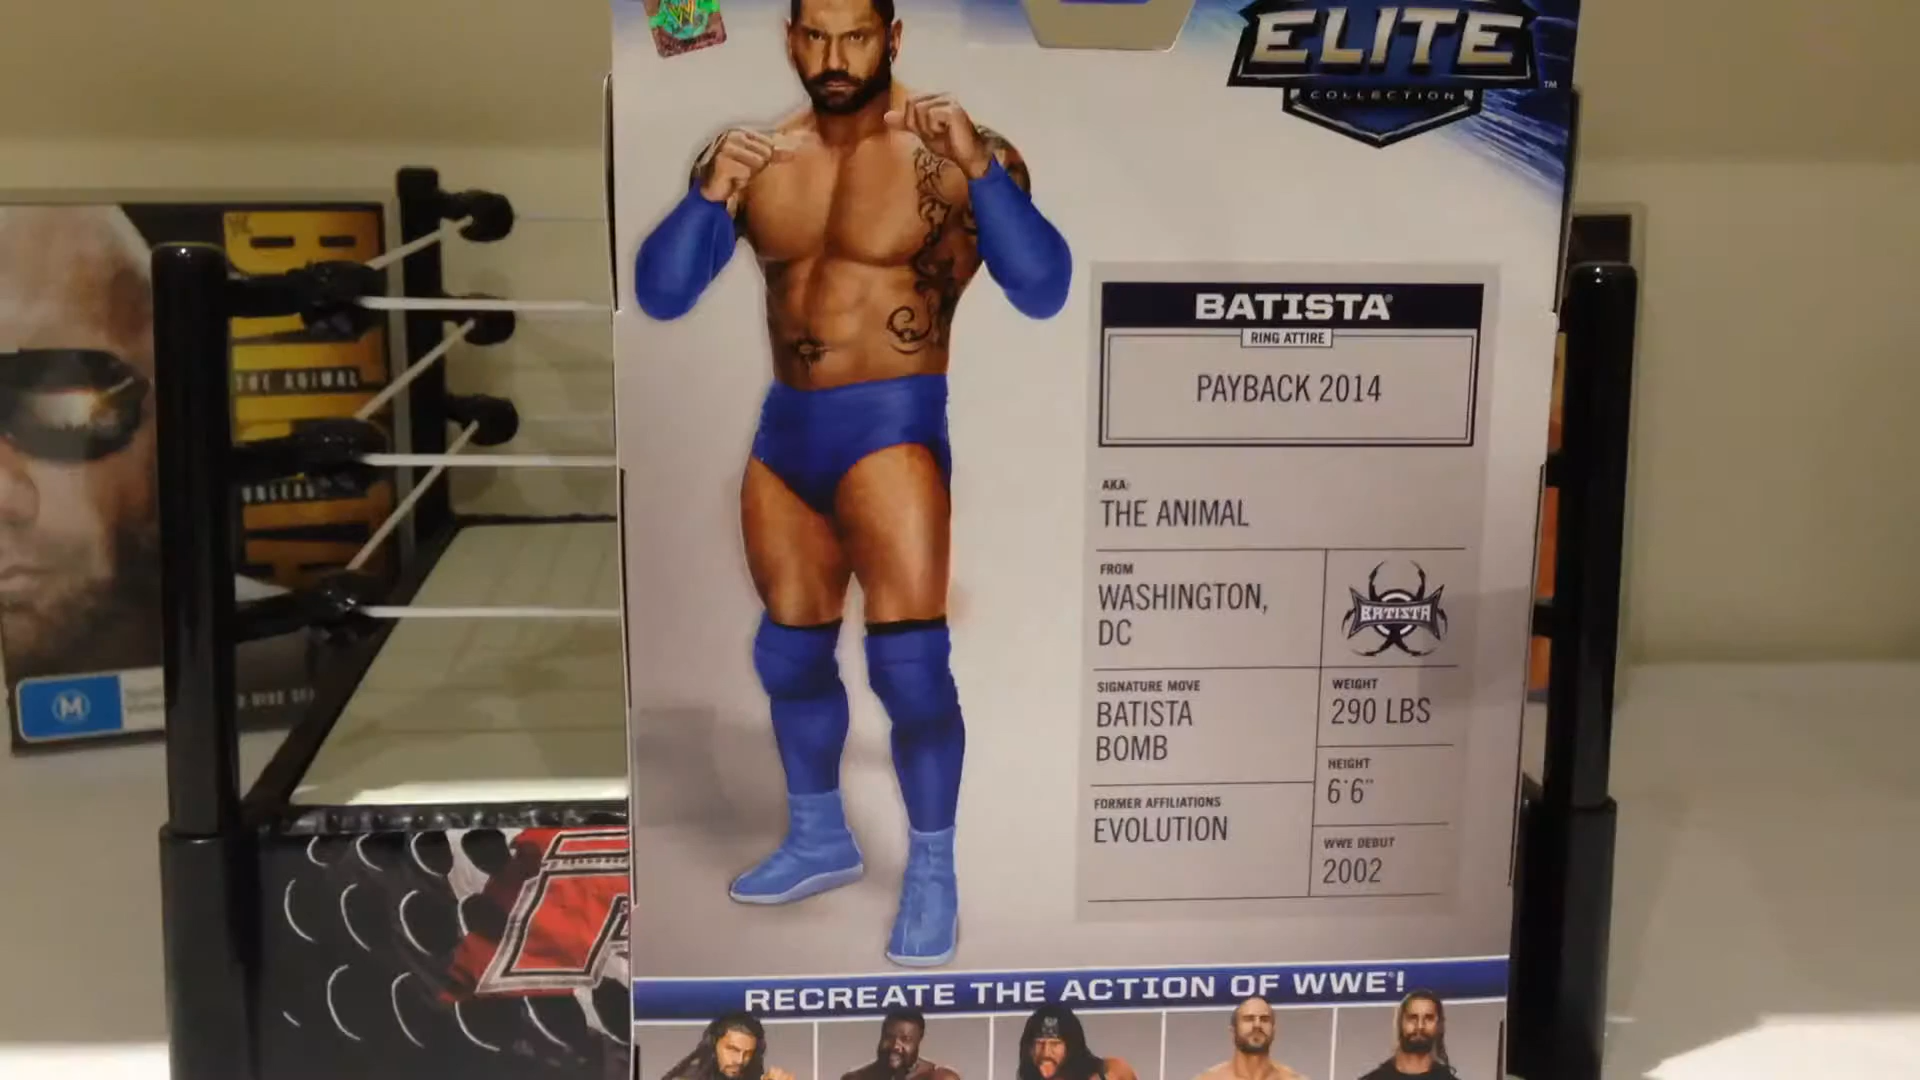 ELITE
COLLECTION
TM
BATISTA®
RING ATTIRE
PAYBACK 2014
AKA:
THE ANIMAL
FROM
WASHINGTON,
DC
BATISTA
SIGNATURE MOVE
BATISTA
BOMB
WEIGHT
290 LBS
HEIGHT
6'6"
FORMER AFFILIATIONS
EVOLUTION
WWE DEBUT
2002
RECREATE THE ACTION OF WWE®!
THE ANIMAL
M